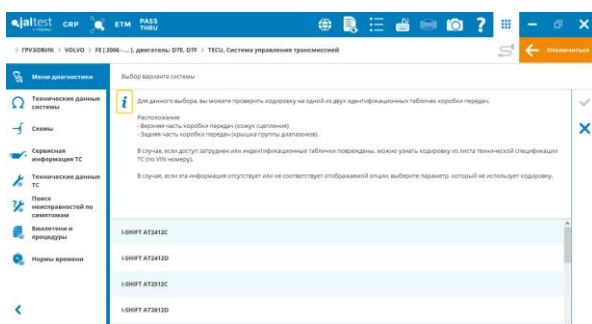 jaltest GRP ETM PASS THRU
> ГРУЗОВИК > VOLVO > FE [ 2006 - ... ], двигатель: D7E, D7F > TECU, Система управления трансмиссией
Отключиться
Меню диагностики
Технические данные системы
Схемы
Сервисная информация ТС
Технические данные ТС
Поиск неисправностей по симптомам
Бюллетени и процедуры
Нормы времени
Выбор варианта системы
Для данного выбора, вы можете проверить кодировку на одной из двух идентификационных табличек коробки передач.
Расположение
- Верхняя часть коробки передач (кожух сцепления)
- Задняя часть коробки передач (крышка группы диапазонов).
В случае, если доступ затруднен или индентификационные таблички повреждены, можно узнать кодировку из листа технической спецификации
ТС (по VIN номеру).
В случае, если эта информация отсутствует или не соответствует отображаемой опции, выберите параметр, который не использует кодировку.
I-SHIFT AT2412C
I-SHIFT AT2412D
I-SHIFT AT2512C
I-SHIFT AT2612D